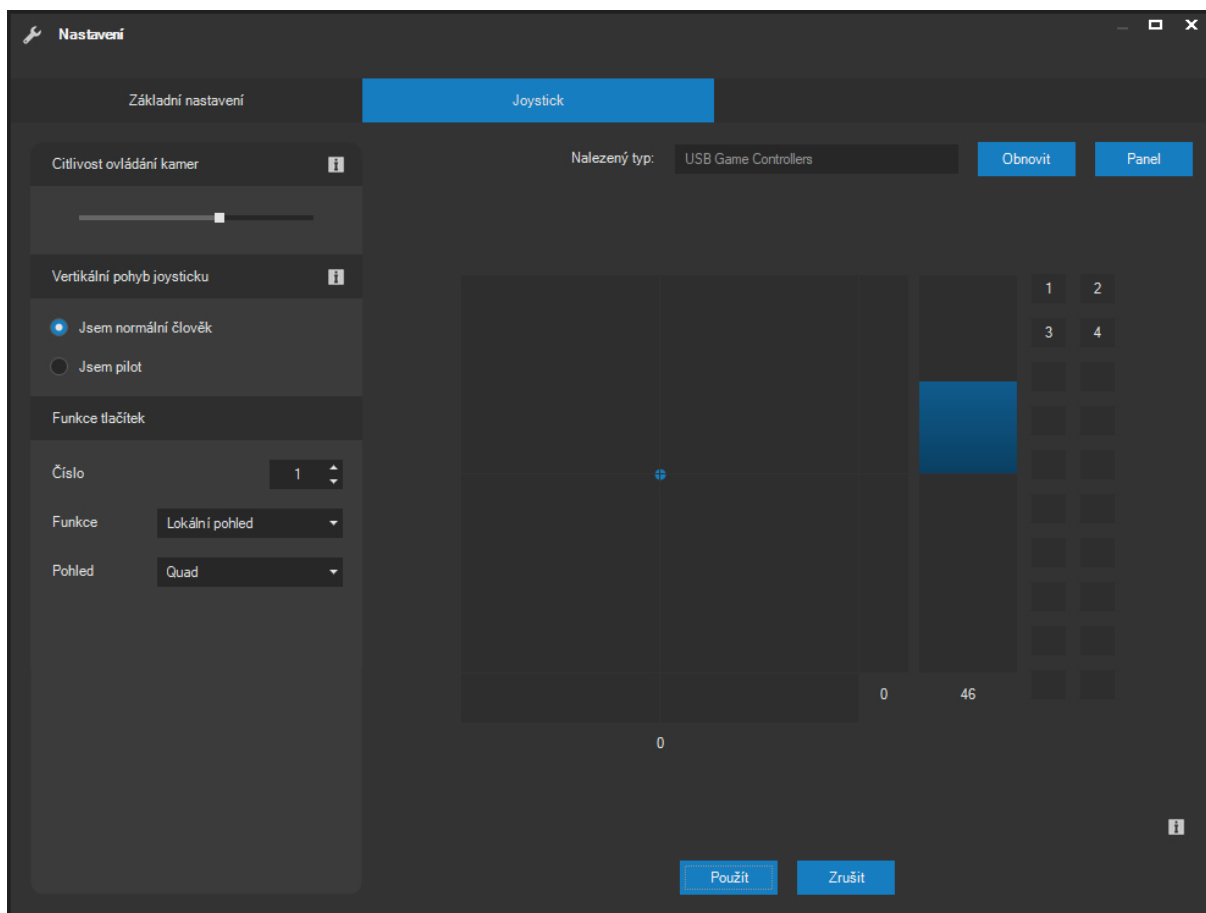 Nastavení
Základní nastavení
Joystick
Citlivost ovládání kamer
Nalezený typ: USB Game Controllers Obnovit Panel
Vertikální pohyb joysticku
Jsem normální člověk
Jsem pilot
Funkce tlačítek
Číslo 1
Funkce Lokální pohled
Pohled Quad
1 2
3 4
0 46
0
Použít Zrušit